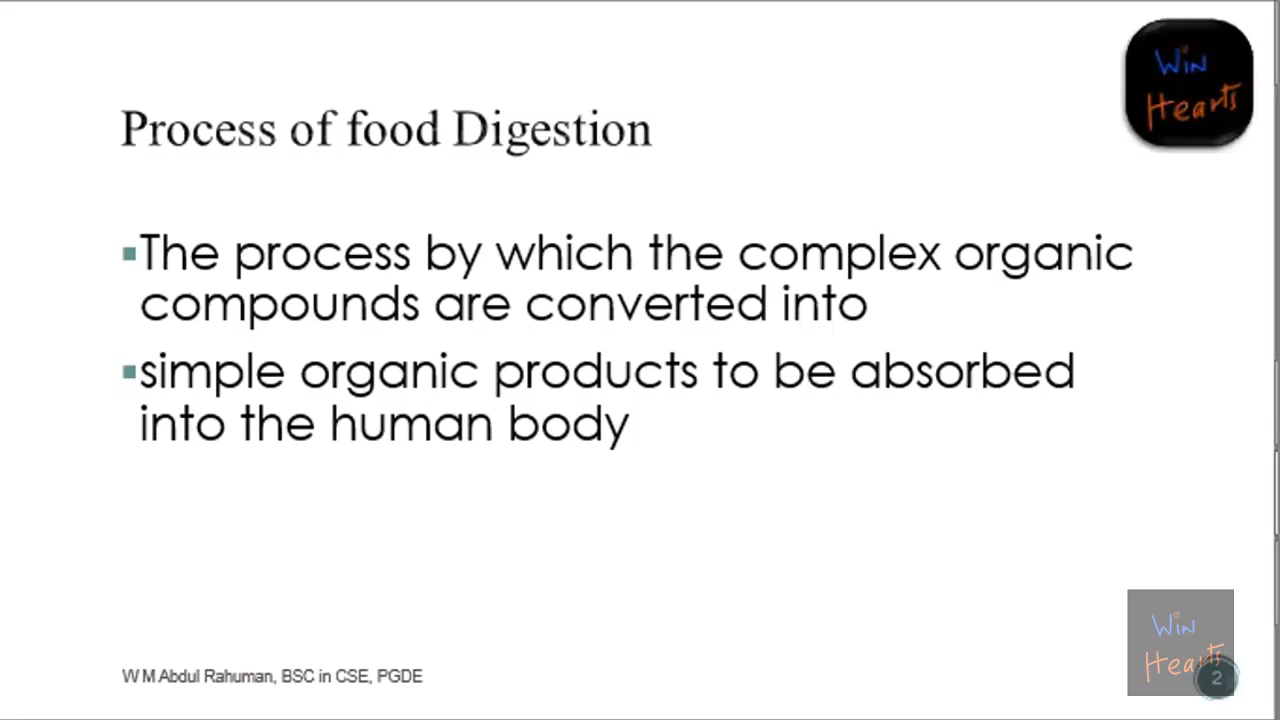 Win
Hearts
Process of food Digestion
▪The process by which the complex organic
compounds are converted into
▪simple organic products to be absorbed
into the human body
Win
Hearts
W M Abdul Rahuman, BSC in CSE, PGDE
2